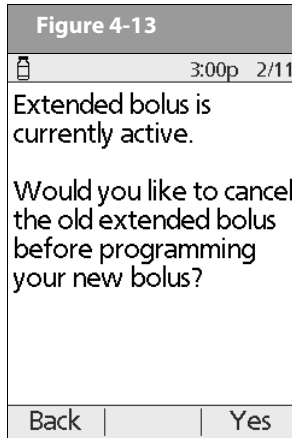 Figure 4-13
3:00p 2/11
Extended bolus is
currently active.
Would you like to cancel
the old extended bolus
before programming
your new bolus?
Back | | Yes